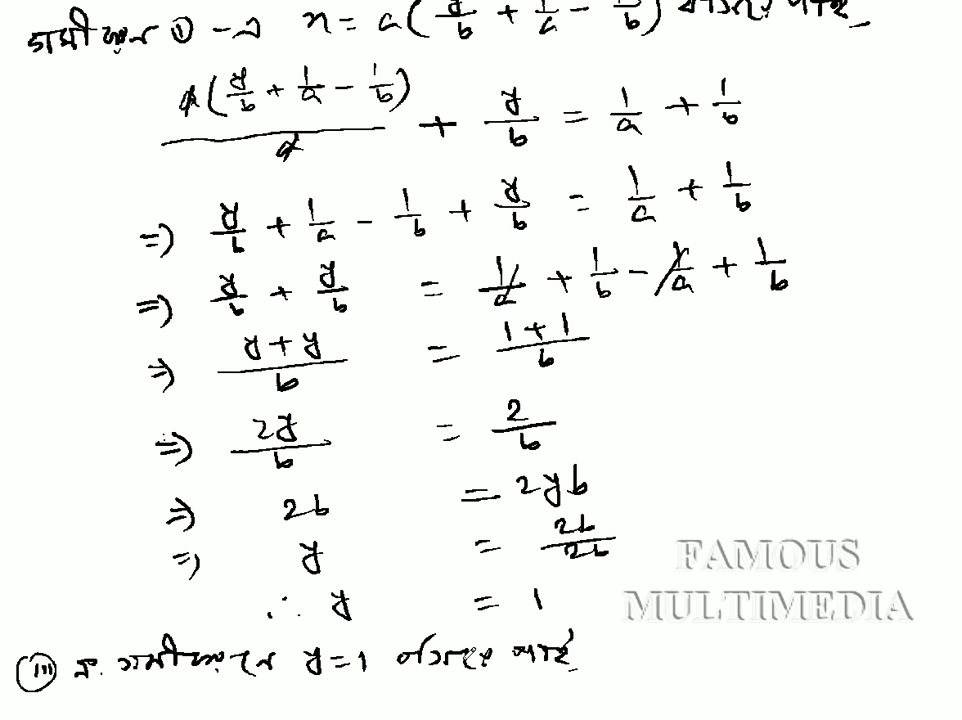 সমীকরণ ① -এ x = a(y/b + 1/a - 1/b) বসিয়ে পাই,
a(y/b + 1/a - 1/b)/a + y/b = 1/a + 1/b
⇒) y/b + 1/a - 1/b + y/b = 1/a + 1/b
⇒) y/b + y/b = 1/a + 1/b - 1/a + 1/b
⇒ (y+y)/b = (1+1)/b
⇒) 2y/b = 2/b
⇒ 2b = 2yb
⇒, y = 2b/2b
∴ y = 1
FAMOUS
MULTIMEDIA
(iii) নং সমীকরনে y=1 বসিয়ে পাই